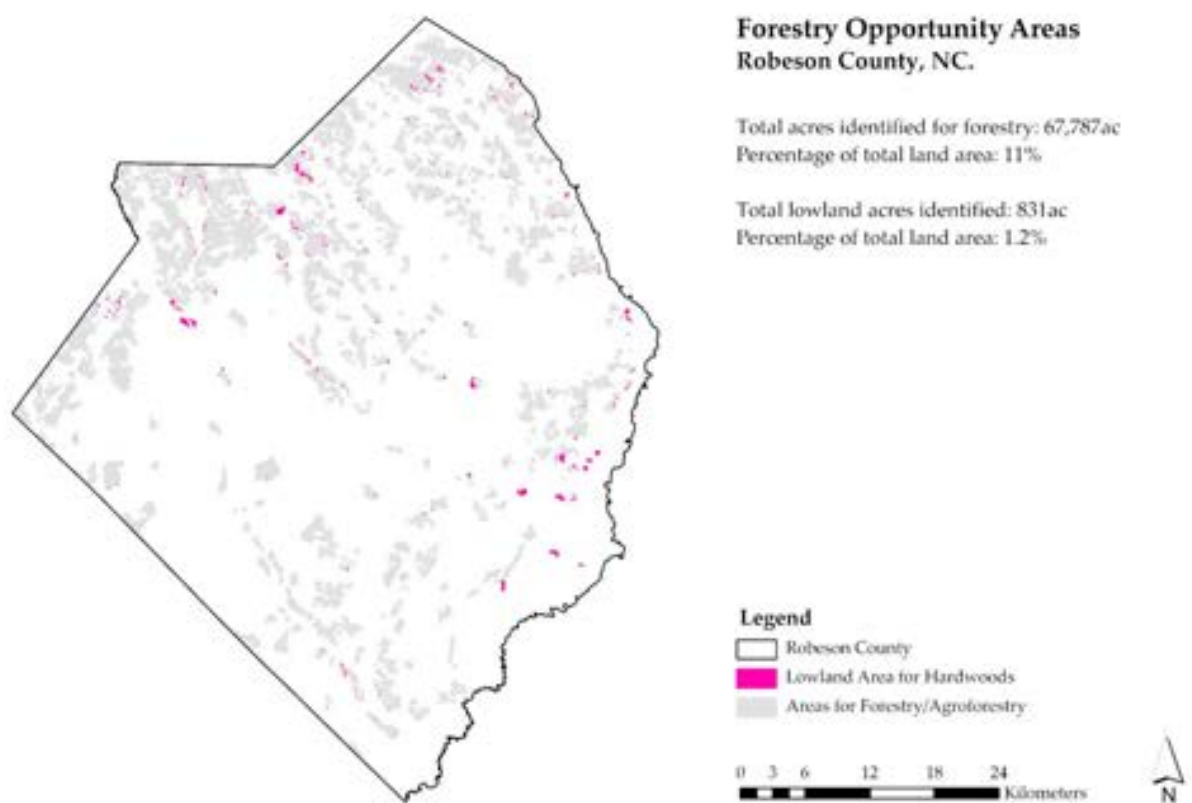 Forestry Opportunity Areas
Robeson County, NC.
Total acres identified for forestry: 67,787ac
Percentage of total land area: 11%
Total lowland acres identified: 831ac
Percentage of total land area: 1.2%
Legend
Robeson County
Lowland Area for Hardwoods
Areas for Forestry/Agroforestry
0 3 6 12 18 24
Kilometers
N